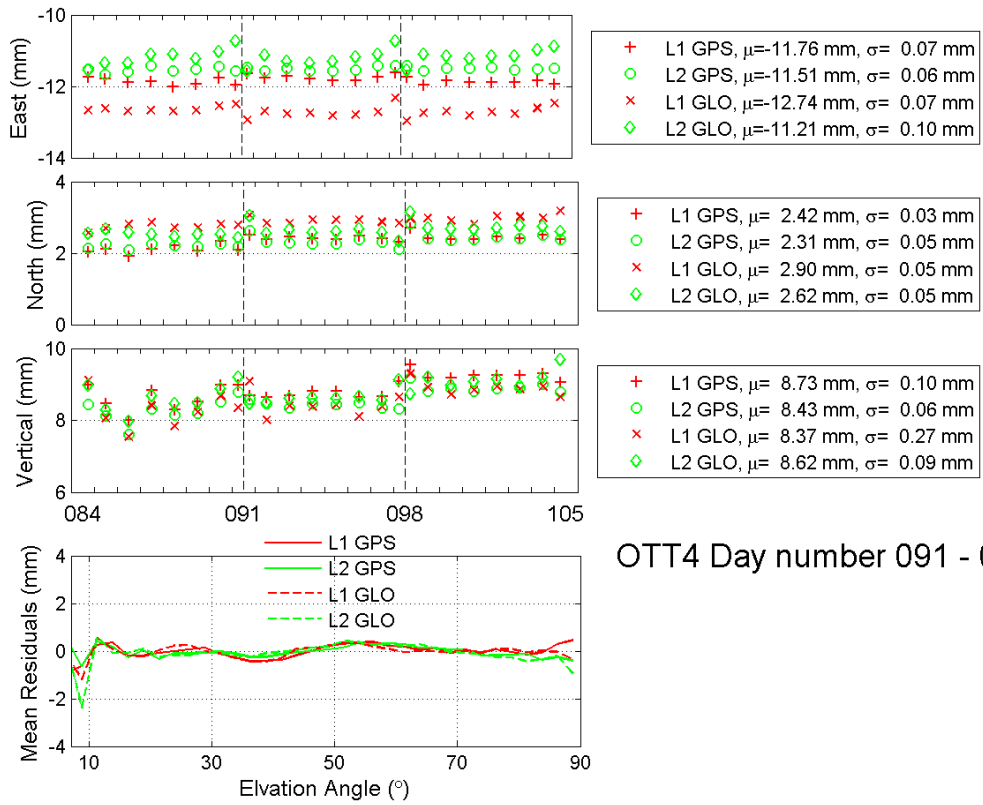 -10
-12
-14
East (mm)
+ L1 GPS, μ=-11.76 mm, σ= 0.07 mm
L2 GPS, μ=-11.51 mm, σ= 0.06 mm
× L1 GLO, μ=-12.74 mm, σ= 0.07 mm
◇ L2 GLO, μ=-11.21 mm, σ= 0.10 mm
4
2
0
North (mm)
+ L1 GPS, μ= 2.42 mm, σ= 0.03 mm
L2 GPS, μ= 2.31 mm, σ= 0.05 mm
× L1 GLO, μ= 2.90 mm, σ= 0.05 mm
◇ L2 GLO, μ= 2.62 mm, σ= 0.05 mm
10
8
6
Vertical (mm)
+ L1 GPS, μ= 8.73 mm, σ= 0.10 mm
L2 GPS, μ= 8.43 mm, σ= 0.06 mm
× L1 GLO, μ= 8.37 mm, σ= 0.27 mm
◇ L2 GLO, μ= 8.62 mm, σ= 0.09 mm
084 091 098 105
L1 GPS
L2 GPS
L1 GLO
L2 GLO
OTT4 Day number 091 -
4
2
0
-2
-4
Mean Residuals (mm)
10 30 50 70 90
Elvation Angle (°)